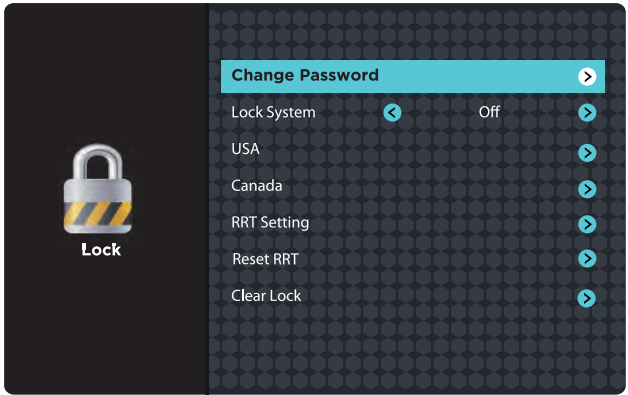 Change Password
Lock System Off
USA
Canada
RRT Setting
Reset RRT
Clear Lock
Lock